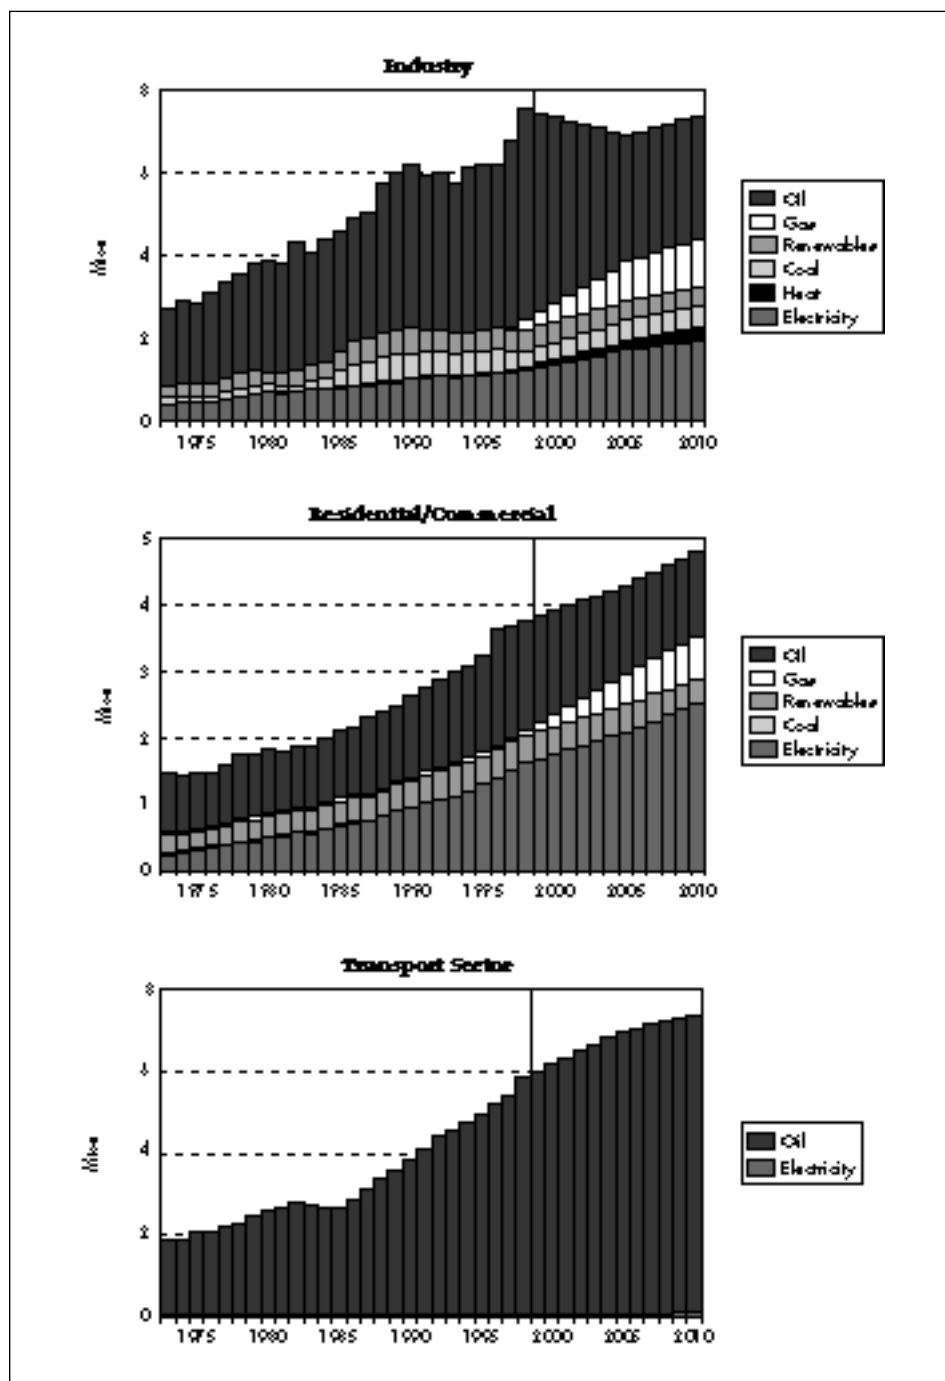 Industry
8
6
4
2
0
Mtoe
1975 1980 1985 1990 1995 2000 2005 2010
Oil
Gas
Renewables
Coal
Heat
Electricity
Residential/Commercial
5
4
3
2
1
0
Mtoe
1975 1980 1985 1990 1995 2000 2005 2010
Oil
Gas
Renewables
Coal
Electricity
Transport Sector
8
6
4
2
0
Mtoe
1975 1980 1985 1990 1995 2000 2005 2010
Oil
Electricity